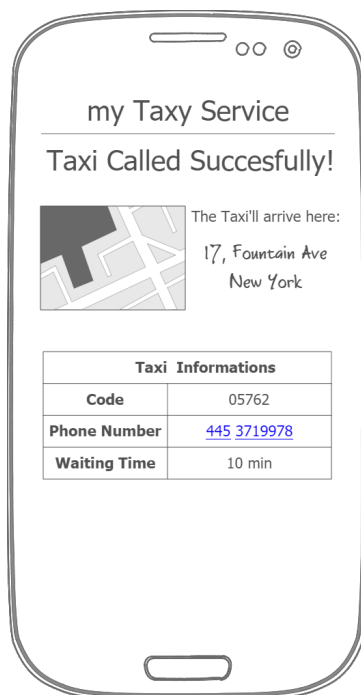 my Taxy Service
Taxi Called Succesfully!
The Taxi'll arrive here:
17, Fountain Ave
New York
Taxi Informations
Code 05762
Phone Number 445 3719978
Waiting Time 10 min